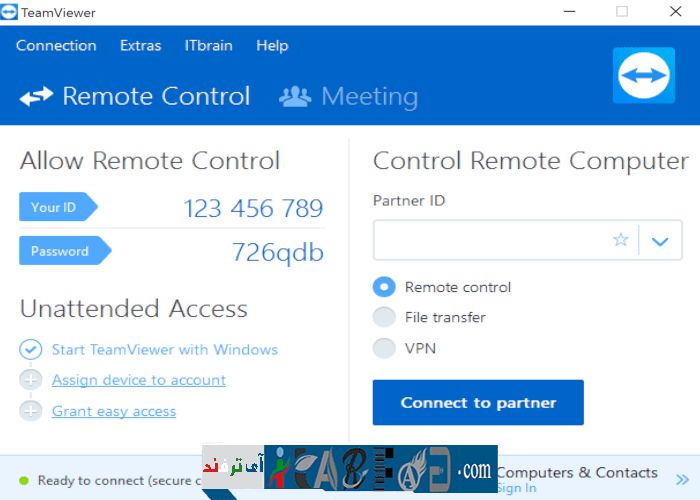 TeamViewer
Connection Extras ITbrain Help
Remote Control Meeting
Allow Remote Control
Your ID 123 456 789
Password 726qdb
Unattended Access
Start TeamViewer with Windows
Assign device to account
Grant easy access
Control Remote Computer
Partner ID
Remote control
File transfer
VPN
Connect to partner
Ready to connect (secure c
آی ترفند
.com
Computers & Contacts
Sign In